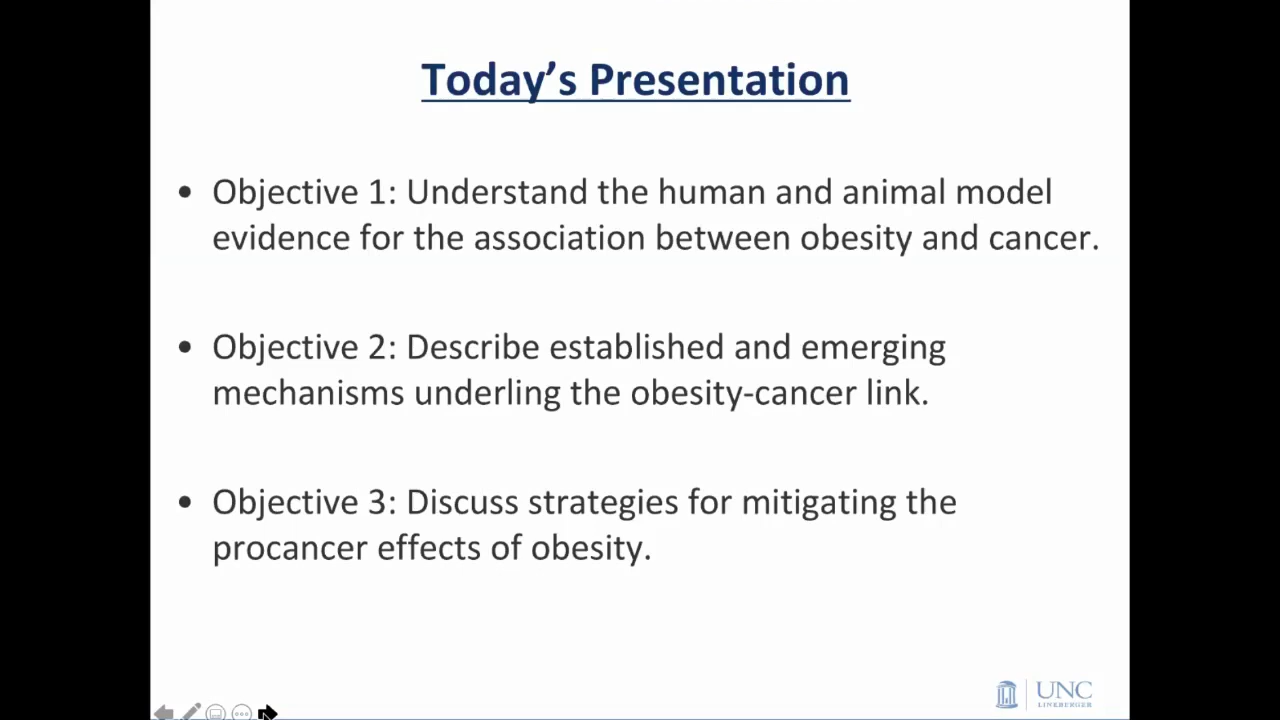 Today’s Presentation
• Objective 1: Understand the human and animal model
evidence for the association between obesity and cancer.
• Objective 2: Describe established and emerging
mechanisms underling the obesity-cancer link.
• Objective 3: Discuss strategies for mitigating the
procancer effects of obesity.
UNC
LINEBERGER